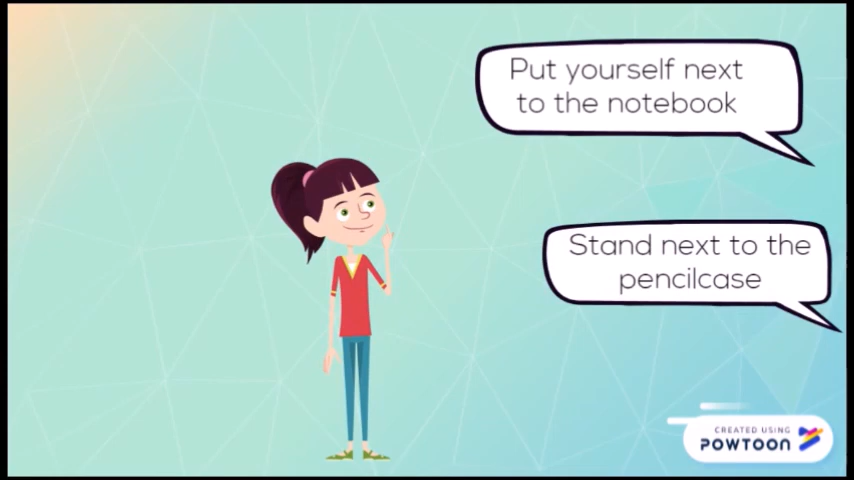 Put yourself next
to the notebook
Stand next to the
pencilcase
CREATED USING
POWTOON